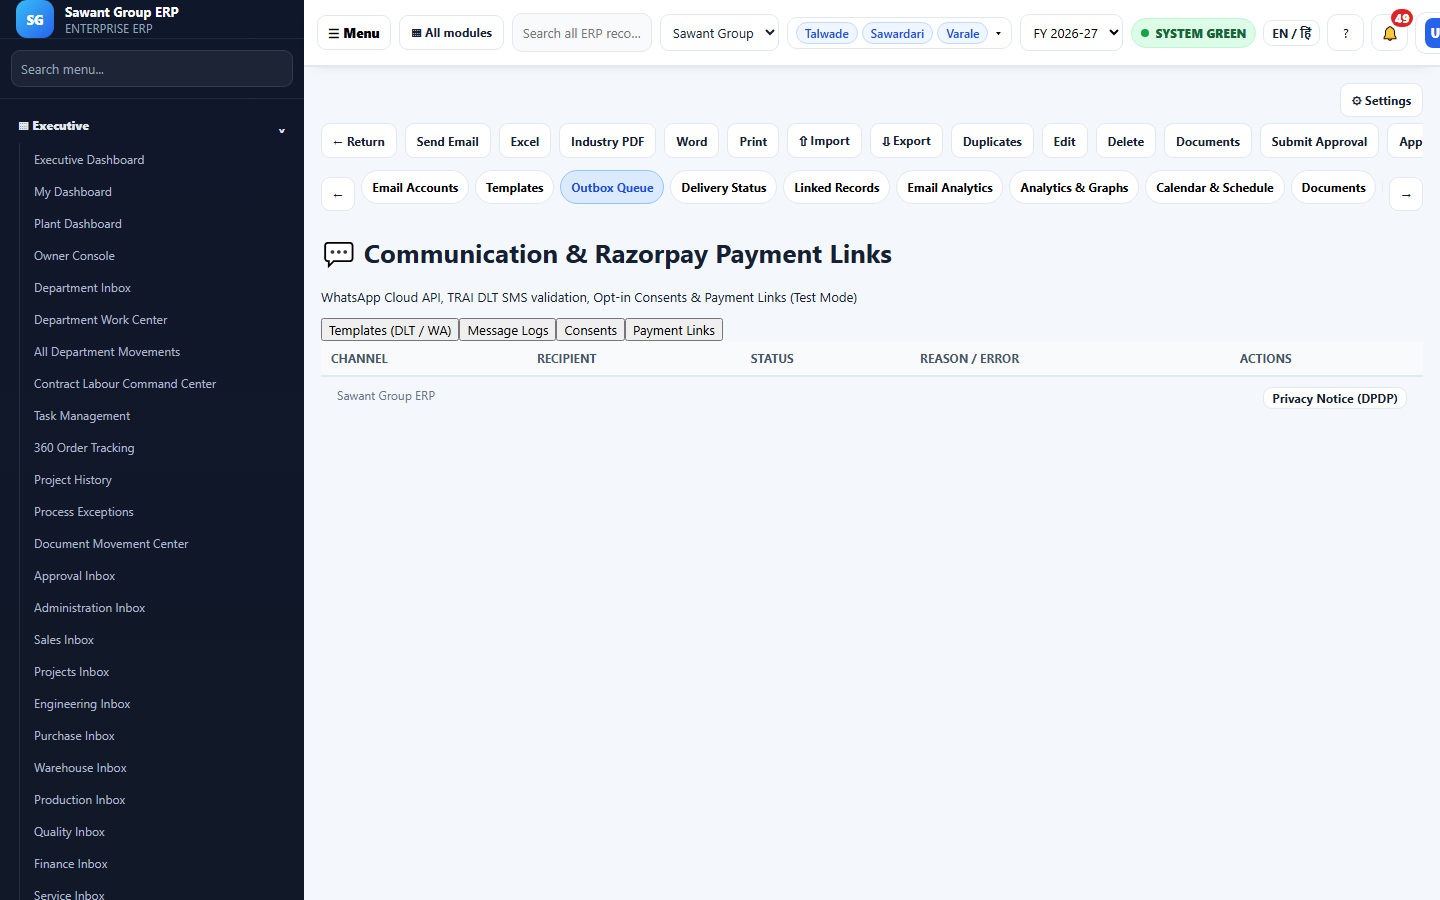 SG
Sawant Group ERP
ENTERPRISE ERP
Search menu...
Executive
Executive Dashboard
My Dashboard
Plant Dashboard
Owner Console
Department Inbox
Department Work Center
All Department Movements
Contract Labour Command Center
Task Management
360 Order Tracking
Project History
Process Exceptions
Document Movement Center
Approval Inbox
Administration Inbox
Sales Inbox
Projects Inbox
Engineering Inbox
Purchase Inbox
Warehouse Inbox
Production Inbox
Quality Inbox
Finance Inbox
Service Inbox
☰ Menu All modules Search all ERP reco... Sawant Group Talwade Sawardari Varale FY 2026-27 SYSTEM GREEN EN / हिं ? 49 U
⚙ Settings
← Return Send Email Excel Industry PDF Word Print ⇧ Import ⇩ Export Duplicates Edit Delete Documents Submit Approval App
← Email Accounts Templates Outbox Queue Delivery Status Linked Records Email Analytics Analytics & Graphs Calendar & Schedule Documents →
Communication & Razorpay Payment Links
WhatsApp Cloud API, TRAI DLT SMS validation, Opt-in Consents & Payment Links (Test Mode)
Templates (DLT / WA) Message Logs Consents Payment Links
CHANNEL RECIPIENT STATUS REASON / ERROR ACTIONS
Sawant Group ERP Privacy Notice (DPDP)